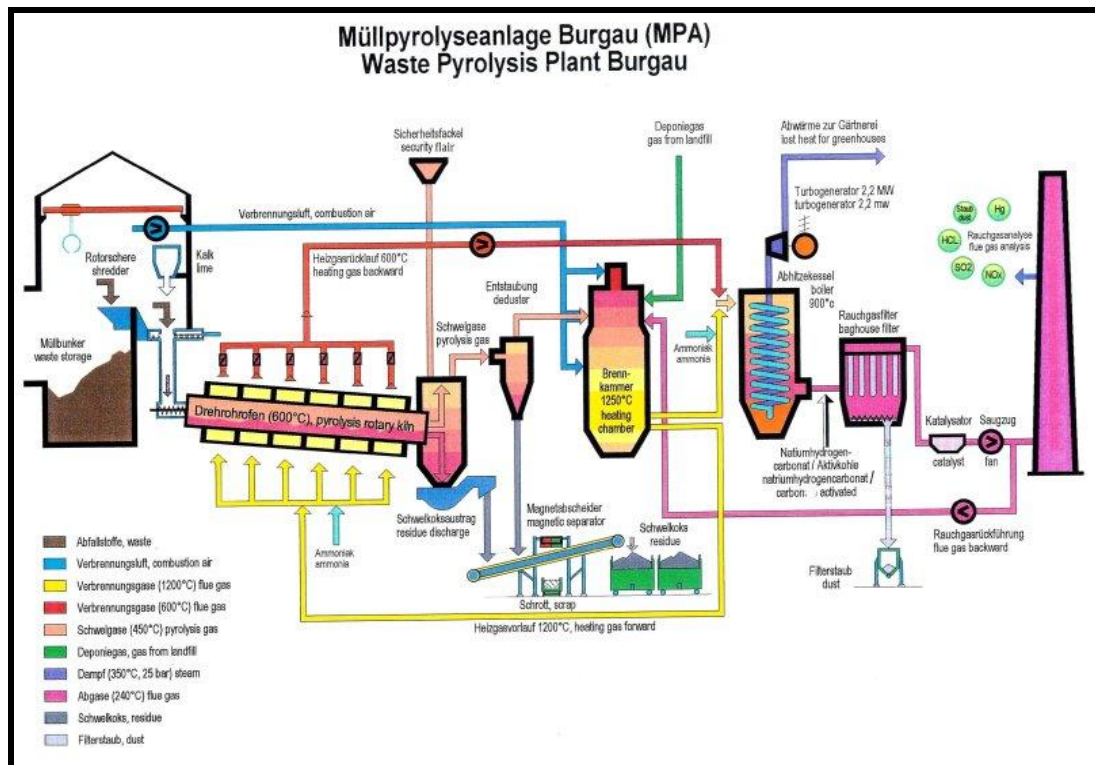 Müllpyrolyseanlage Burgau (MPA)
Waste Pyrolysis Plant Burgau
Sicherheitsfackel
security flair
Deponiegas
gas from landfill
Abwärme zur Gärtnerei
lost heat for greenhouses
Turbogenerator 2,2 MW
turbogenerator 2,2 mw
Verbrennungsluft, combustion air
Staub
dust
Hg
HCL
Rauchgasanalyse
flue gas analysis
SO2
NOx
Rotorschere
shredder
Kalk
lime
Heizgasrücklauf 600°C
heating gas backward
Entstaubung
deduster
Abhitzekessel
boiler
900°c
Rauchgasfilter
baghouse filter
Schwelgase
pyrolysis gas
Ammoniak
ammonia
Müllbunker
waste storage
Brenn-
kammer
1250°C
heating
chamber
Drehrohrofen (600°C), pyrolysis rotary kiln
Katalysator
catalyst
Saugzug
fan
Natiumhydrogen-
carbonat / Aktivkohle
natriumhydrogencarbonat /
carbon activated
Schwelkoksaustrag
residue discharge
Magnetabscheider
magnetic separator
Schwelkoks
residue
Rauchgasrückführung
flue gas backward
Ammoniak
ammonia
Filterstaub
dust
Schrott, scrap
Heizgasvorlauf 1200°C, heating gas forward
Abfallstoffe, waste
Verbrennungsluft, combustion air
Verbrennungsgase (1200°C) flue gas
Verbrennungsgase (600°C) flue gas
Schwelgase (450°C) pyrolysis gas
Deponiegas, gas from landfill
Dampf (350°C, 25 bar) steam
Abgase (240°C) flue gas
Schwelkoks, residue
Filterstaub, dust